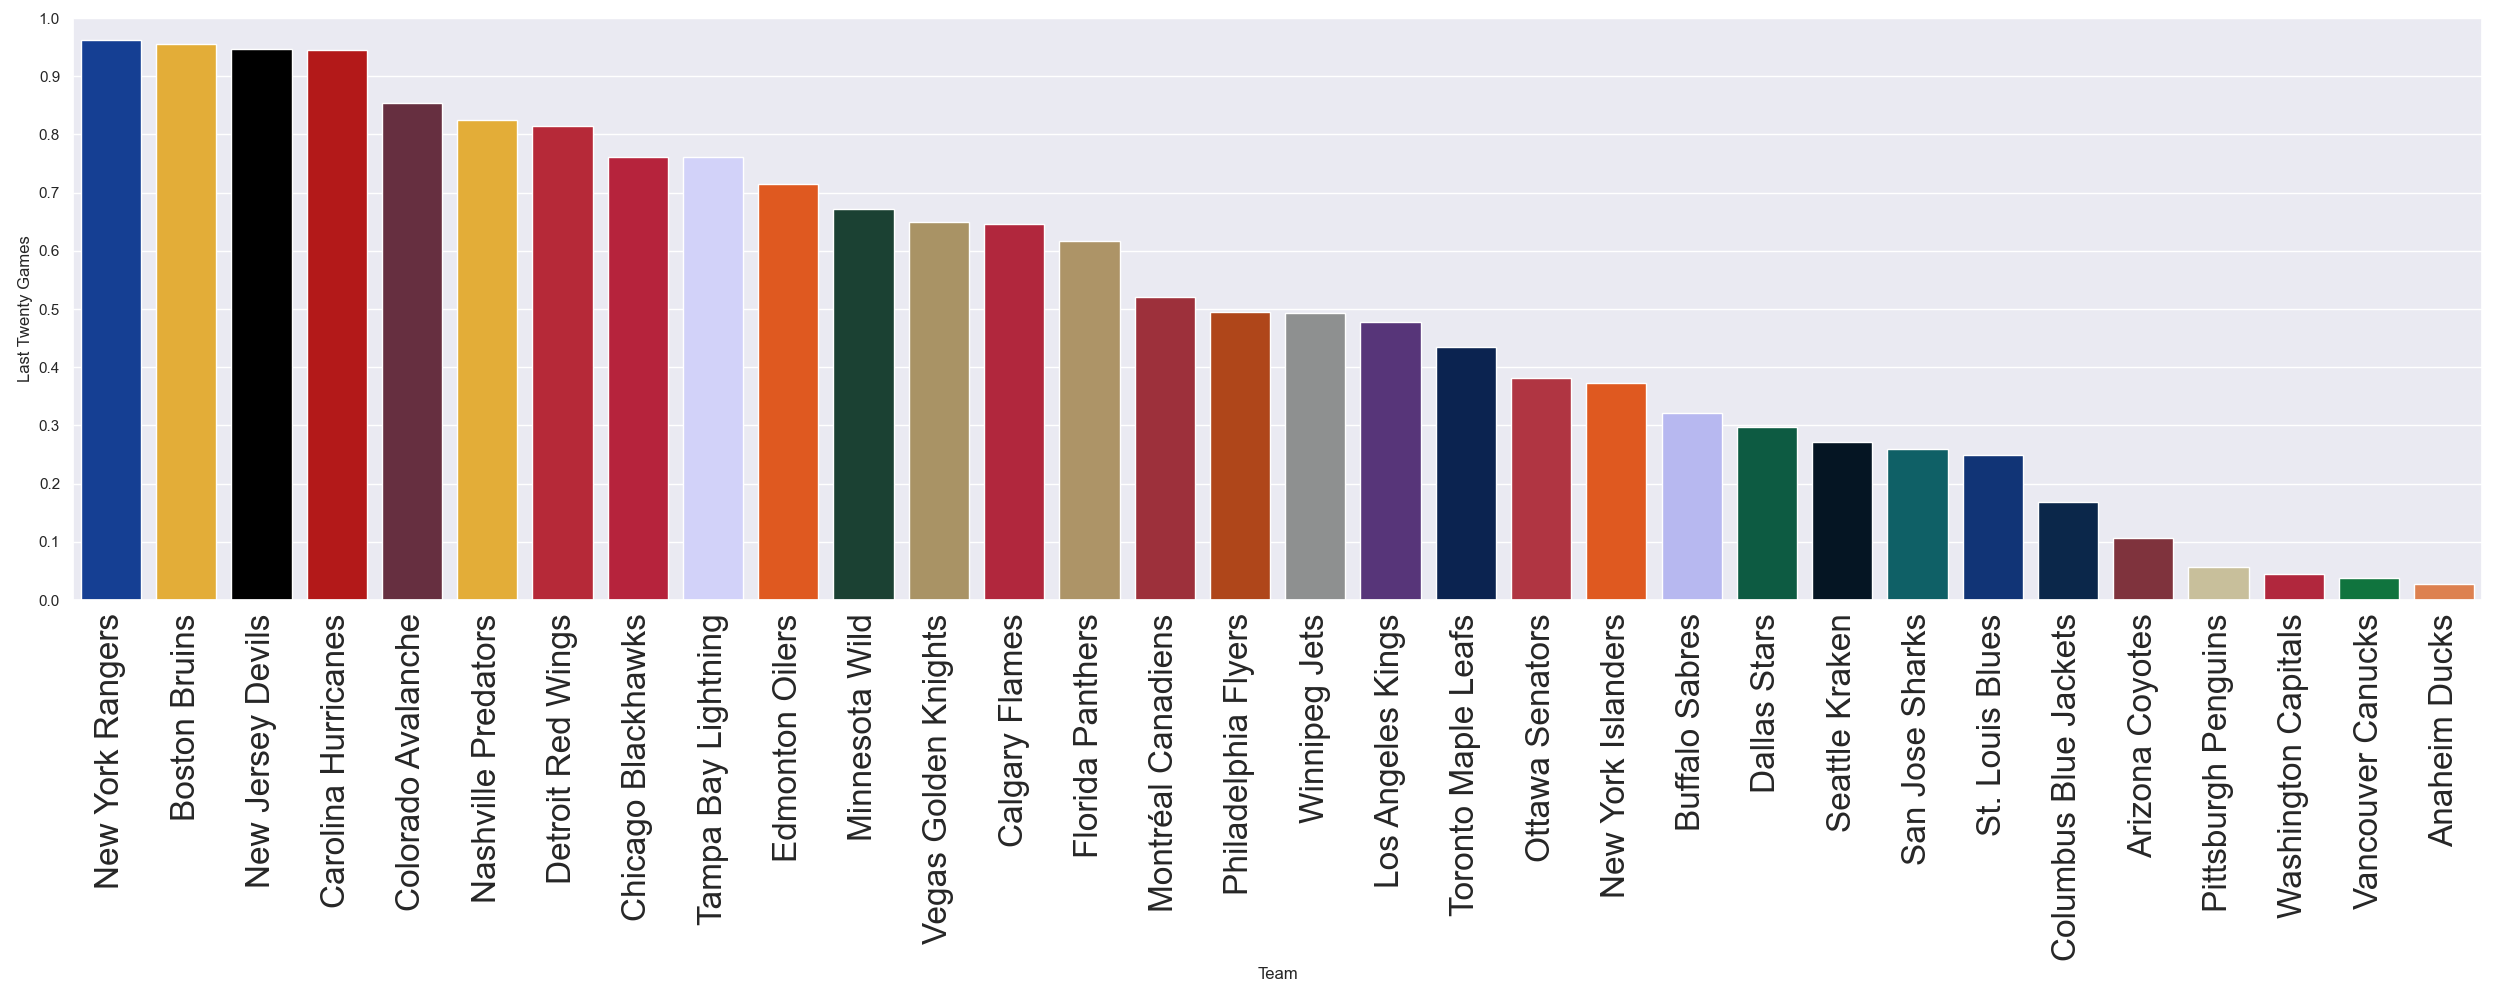 1.0
0.9
0.8
0.7
0.6
0.5
0.4
0.3
0.2
0.1
0.0
Last Twenty Games
New York Rangers
Boston Bruins
New Jersey Devils
Carolina Hurricanes
Colorado Avalanche
Nashville Predators
Detroit Red Wings
Chicago Blackhawks
Tampa Bay Lightning
Edmonton Oilers
Minnesota Wild
Vegas Golden Knights
Calgary Flames
Florida Panthers
Montréal Canadiens
Philadelphia Flyers
Winnipeg Jets
Los Angeles Kings
Toronto Maple Leafs
Ottawa Senators
New York Islanders
Buffalo Sabres
Dallas Stars
Seattle Kraken
San Jose Sharks
St. Louis Blues
Columbus Blue Jackets
Arizona Coyotes
Pittsburgh Penguins
Washington Capitals
Vancouver Canucks
Anaheim Ducks
Team